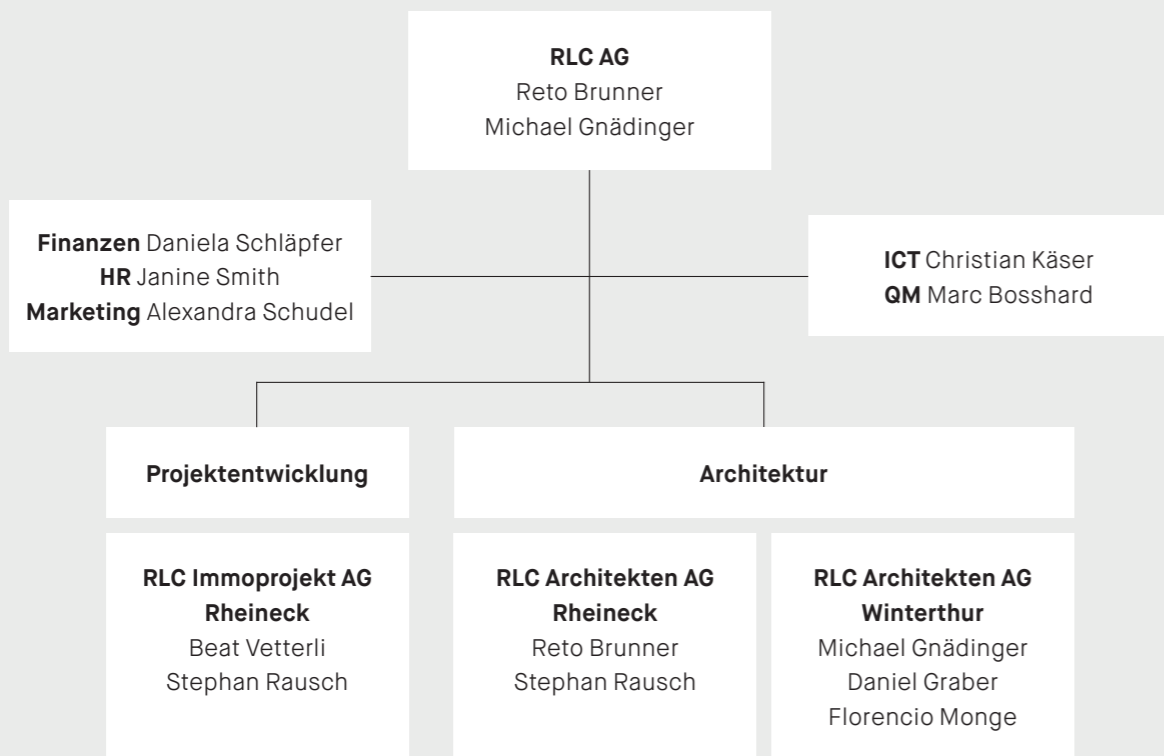 RLC AG
Reto Brunner
Michael Gnädinger
Finanzen Daniela Schläpfer
HR Janine Smith
Marketing Alexandra Schudel
ICT Christian Käser
QM Marc Bosshard
Projektentwicklung
Architektur
RLC Immoprojekt AG
Rheineck
Beat Vetterli
Stephan Rausch
RLC Architekten AG
Rheineck
Reto Brunner
Stephan Rausch
RLC Architekten AG
Winterthur
Michael Gnädinger
Daniel Graber
Florencio Monge